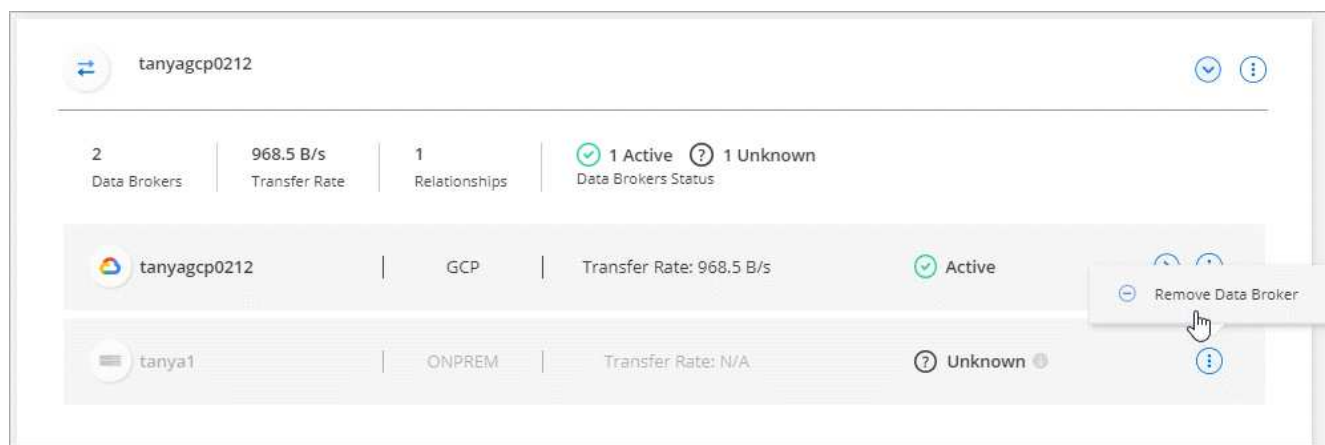 tanyagcp0212
2 968.5 B/s 1 1 Active ? 1 Unknown
Data Brokers Transfer Rate Relationships Data Brokers Status
tanyagcp0212 GCP Transfer Rate: 968.5 B/s Active
Remove Data Broker
tanya1 ONPREM Transfer Rate: N/A ? Unknown